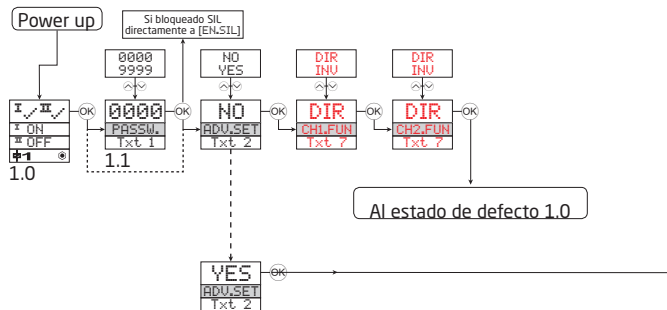 Power up
Si bloqueado SIL
directamente a [EN.SIL]
0000
9999
NO
YES
DIR
INV
DIR
INV
I II
I ON
II OFF
1
1.0
OK
0000
PASSW.
Txt 1
1.1
OK
NO
ADV.SET
Txt 2
OK
DIR
CH1.FUN
Txt 7
OK
DIR
CH2.FUN
Txt 7
OK
Al estado de defecto 1.0
YES
ADV.SET
Txt 2
OK